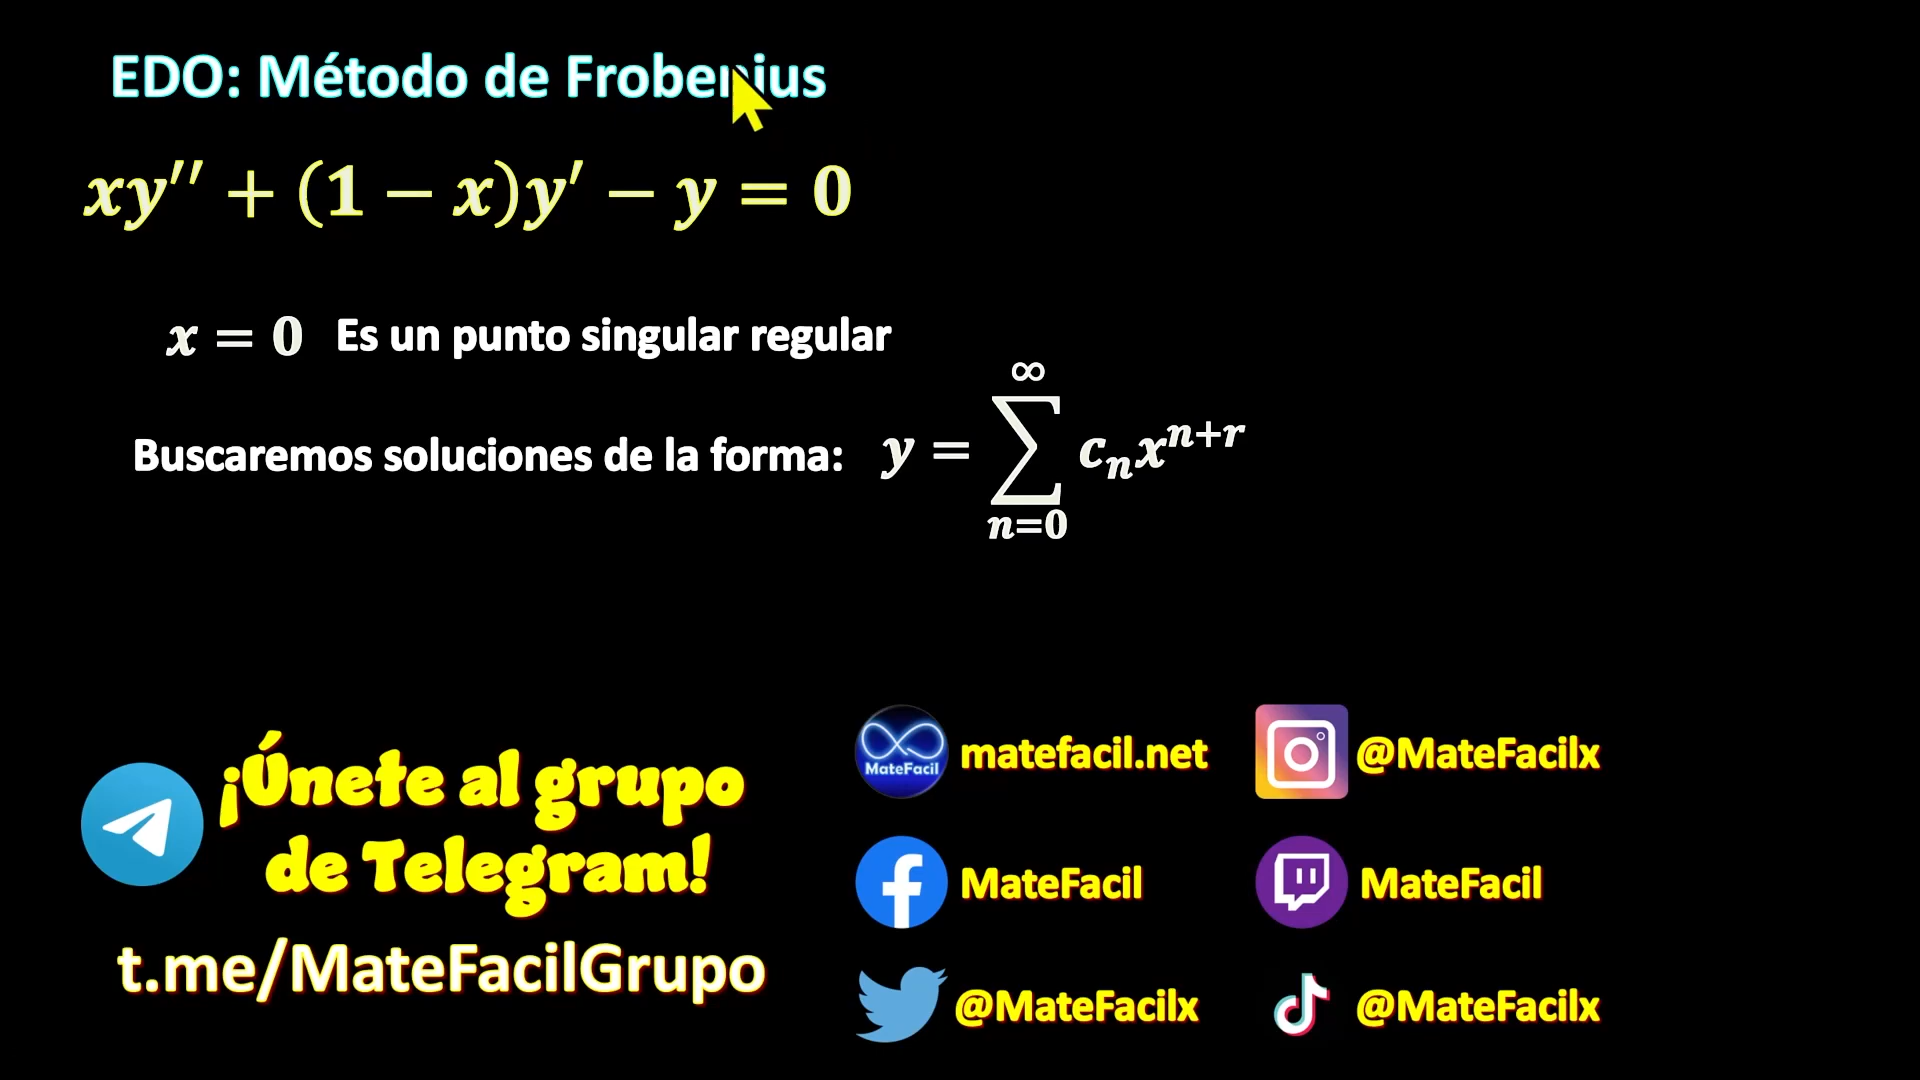 EDO: Método de Frobenius
xy′′ + (1 − x)y′ − y = 0
x = 0 Es un punto singular regular
Buscaremos soluciones de la forma: y = ∑_{n=0}^{∞} c_n x^{n+r}
¡Únete al grupo
de Telegram!
t.me/MateFacilGrupo
MateFacil
matefacil.net
@MateFacilx
MateFacil
MateFacil
@MateFacilx
@MateFacilx